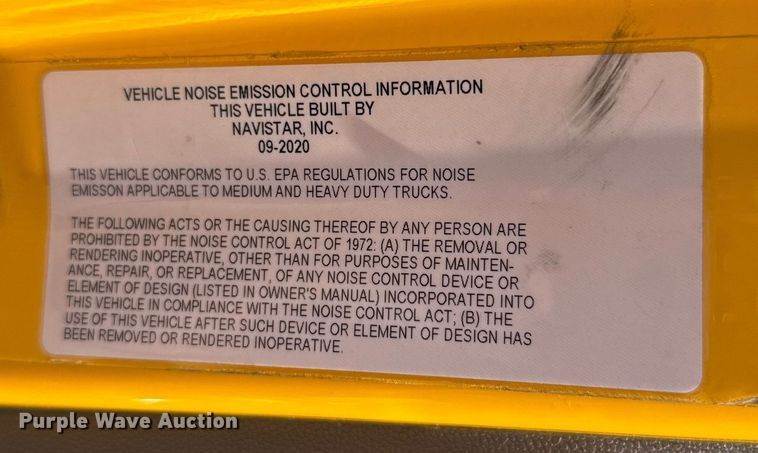 VEHICLE NOISE EMISSION CONTROL INFORMATION
THIS VEHICLE BUILT BY
NAVISTAR, INC.
09-2020
THIS VEHICLE CONFORMS TO U.S. EPA REGULATIONS FOR NOISE
EMISSON APPLICABLE TO MEDIUM AND HEAVY DUTY TRUCKS.
THE FOLLOWING ACTS OR THE CAUSING THEREOF BY ANY PERSON ARE
PROHIBITED BY THE NOISE CONTROL ACT OF 1972: (A) THE REMOVAL OR
RENDERING INOPERATIVE, OTHER THAN FOR PURPOSES OF MAINTEN-
ANCE, REPAIR, OR REPLACEMENT, OF ANY NOISE CONTROL DEVICE OR
ELEMENT OF DESIGN (LISTED IN OWNER'S MANUAL) INCORPORATED INTO
THIS VEHICLE IN COMPLIANCE WITH THE NOISE CONTROL ACT; (B) THE
USE OF THIS VEHICLE AFTER SUCH DEVICE OR ELEMENT OF DESIGN HAS
BEEN REMOVED OR RENDERED INOPERATIVE.
Purple Wave Auction